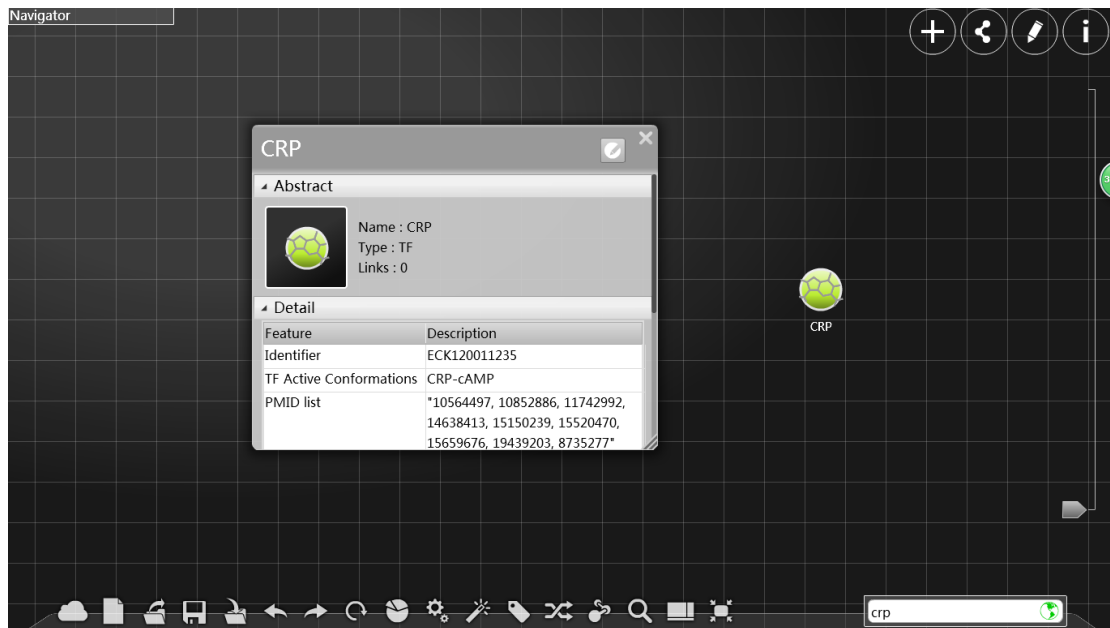 Navigator
CRP
Abstract
Name : CRP
Type : TF
Links : 0
Detail
Feature Description
Identifier ECK120011235
TF Active Conformations CRP-cAMP
PMID list "10564497, 10852886, 11742992,
14638413, 15150239, 15520470,
15659676, 19439203, 8735277"
CRP
crp